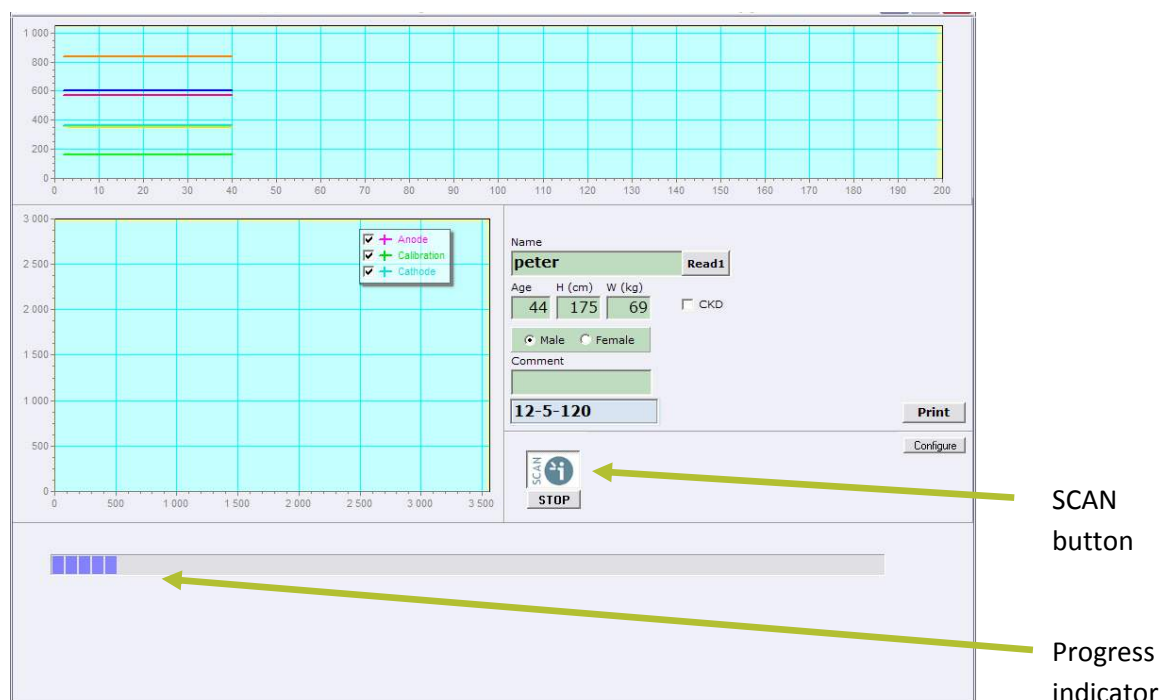 1 000
800
600
400
200
0
0 10 20 30 40 50 60 70 80 90 100 110 120 130 140 150 160 170 180 190 200
3 000
2 500
2 000
1 500
1 000
500
0
0 500 1 000 1 500 2 000 2 500 3 000 3 500
Anode
Calibration
Cathode
Name
peter Read1
Age H (cm) W (kg)
44 175 69 CKD
Male Female
Comment
12-5-120 Print
Configure
SCAN
STOP
SCAN
button
Progress
indicator